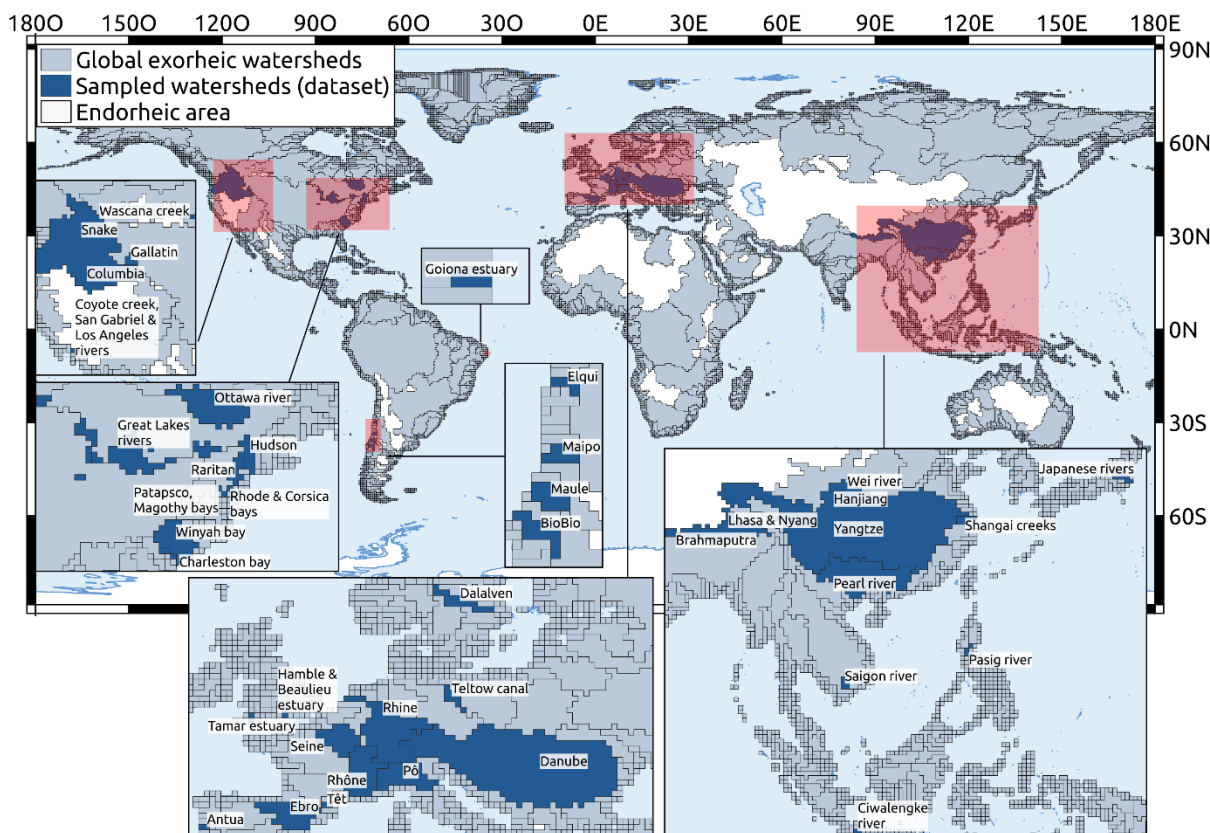 180O 150O 120O 90O 60O 30O 0E 30E 60E 90E 120E 150E 180E
90N
60N
30N
0N
30S
60S
Global exorheic watersheds
Sampled watersheds (dataset)
Endorheic area
Wascana creek
Snake
Gallatin
Columbia
Coyote creek,
San Gabriel &
Los Angeles
rivers
Goiona estuary
Ottawa river
Great Lakes
rivers
Hudson
Raritan
Patapsco,
Magothy bays
Rhode & Corsica
bays
Winyah bay
Charleston bay
Elqui
Maipo
Maule
BioBio
Japanese rivers
Wei river
Hanjiang
Lhasa & Nyang
Yangtze
Shangai creeks
Brahmaputra
Pearl river
Pasig river
Saigon river
Ciwalengke
river
Dalalven
Hamble &
Beaulieu
estuary
Teltow canal
Rhine
Tamar estuary
Seine
Danube
Pô
Rhône
Têt
Ebro
Antua